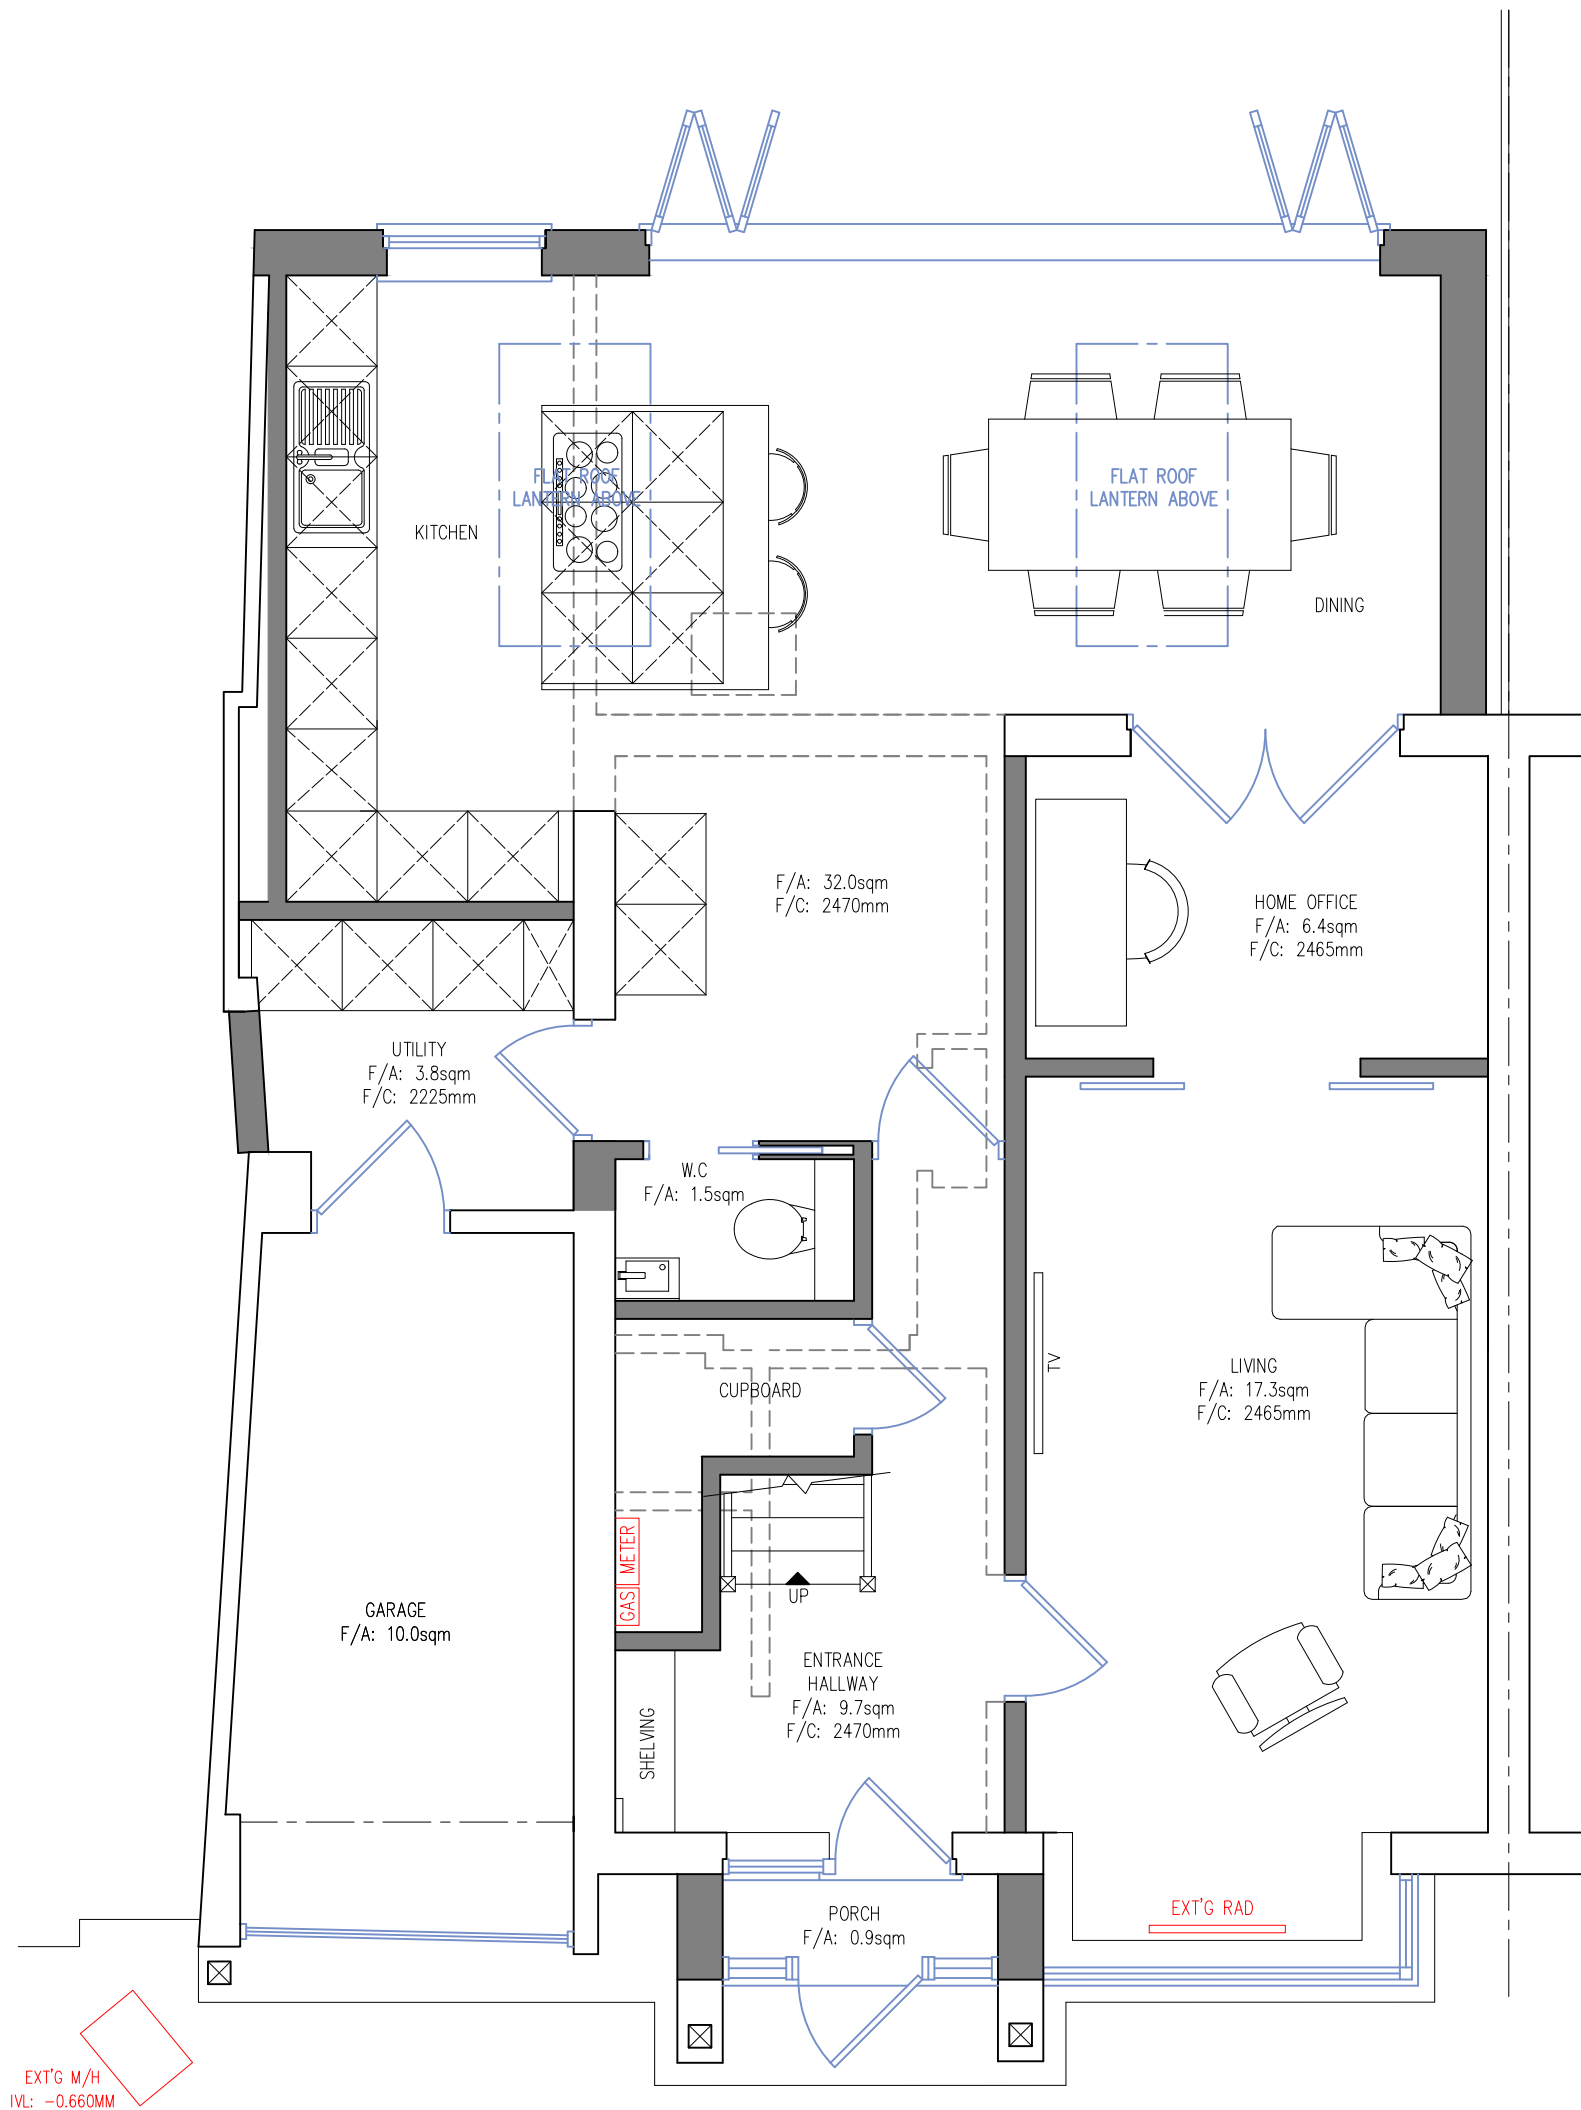 FLAT ROOF
LANTERN ABOVE
FLAT ROOF
LANTERN ABOVE
KITCHEN
DINING
F/A: 32.0sqm
F/C: 2470mm
HOME OFFICE
F/A: 6.4sqm
F/C: 2465mm
UTILITY
F/A: 3.8sqm
F/C: 2225mm
W.C
F/A: 1.5sqm
TV
LIVING
F/A: 17.3sqm
F/C: 2465mm
CUPBOARD
GAS METER
UP
GARAGE
F/A: 10.0sqm
ENTRANCE
HALLWAY
F/A: 9.7sqm
F/C: 2470mm
SHELVING
PORCH
F/A: 0.9sqm
EXT'G RAD
EXT'G M/H
IVL: -0.660MM